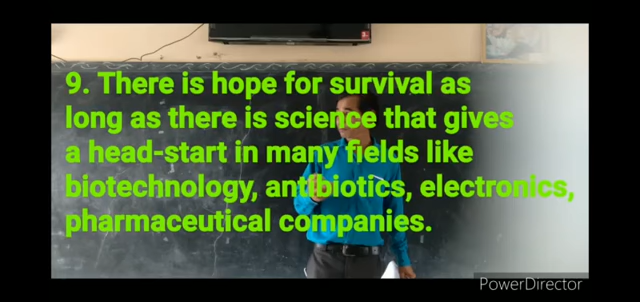 9. There is hope for survival as
long as there is science that gives
a head-start in many fields like
biotechnology, antibiotics, electronics,
pharmaceutical companies.
PowerDirector